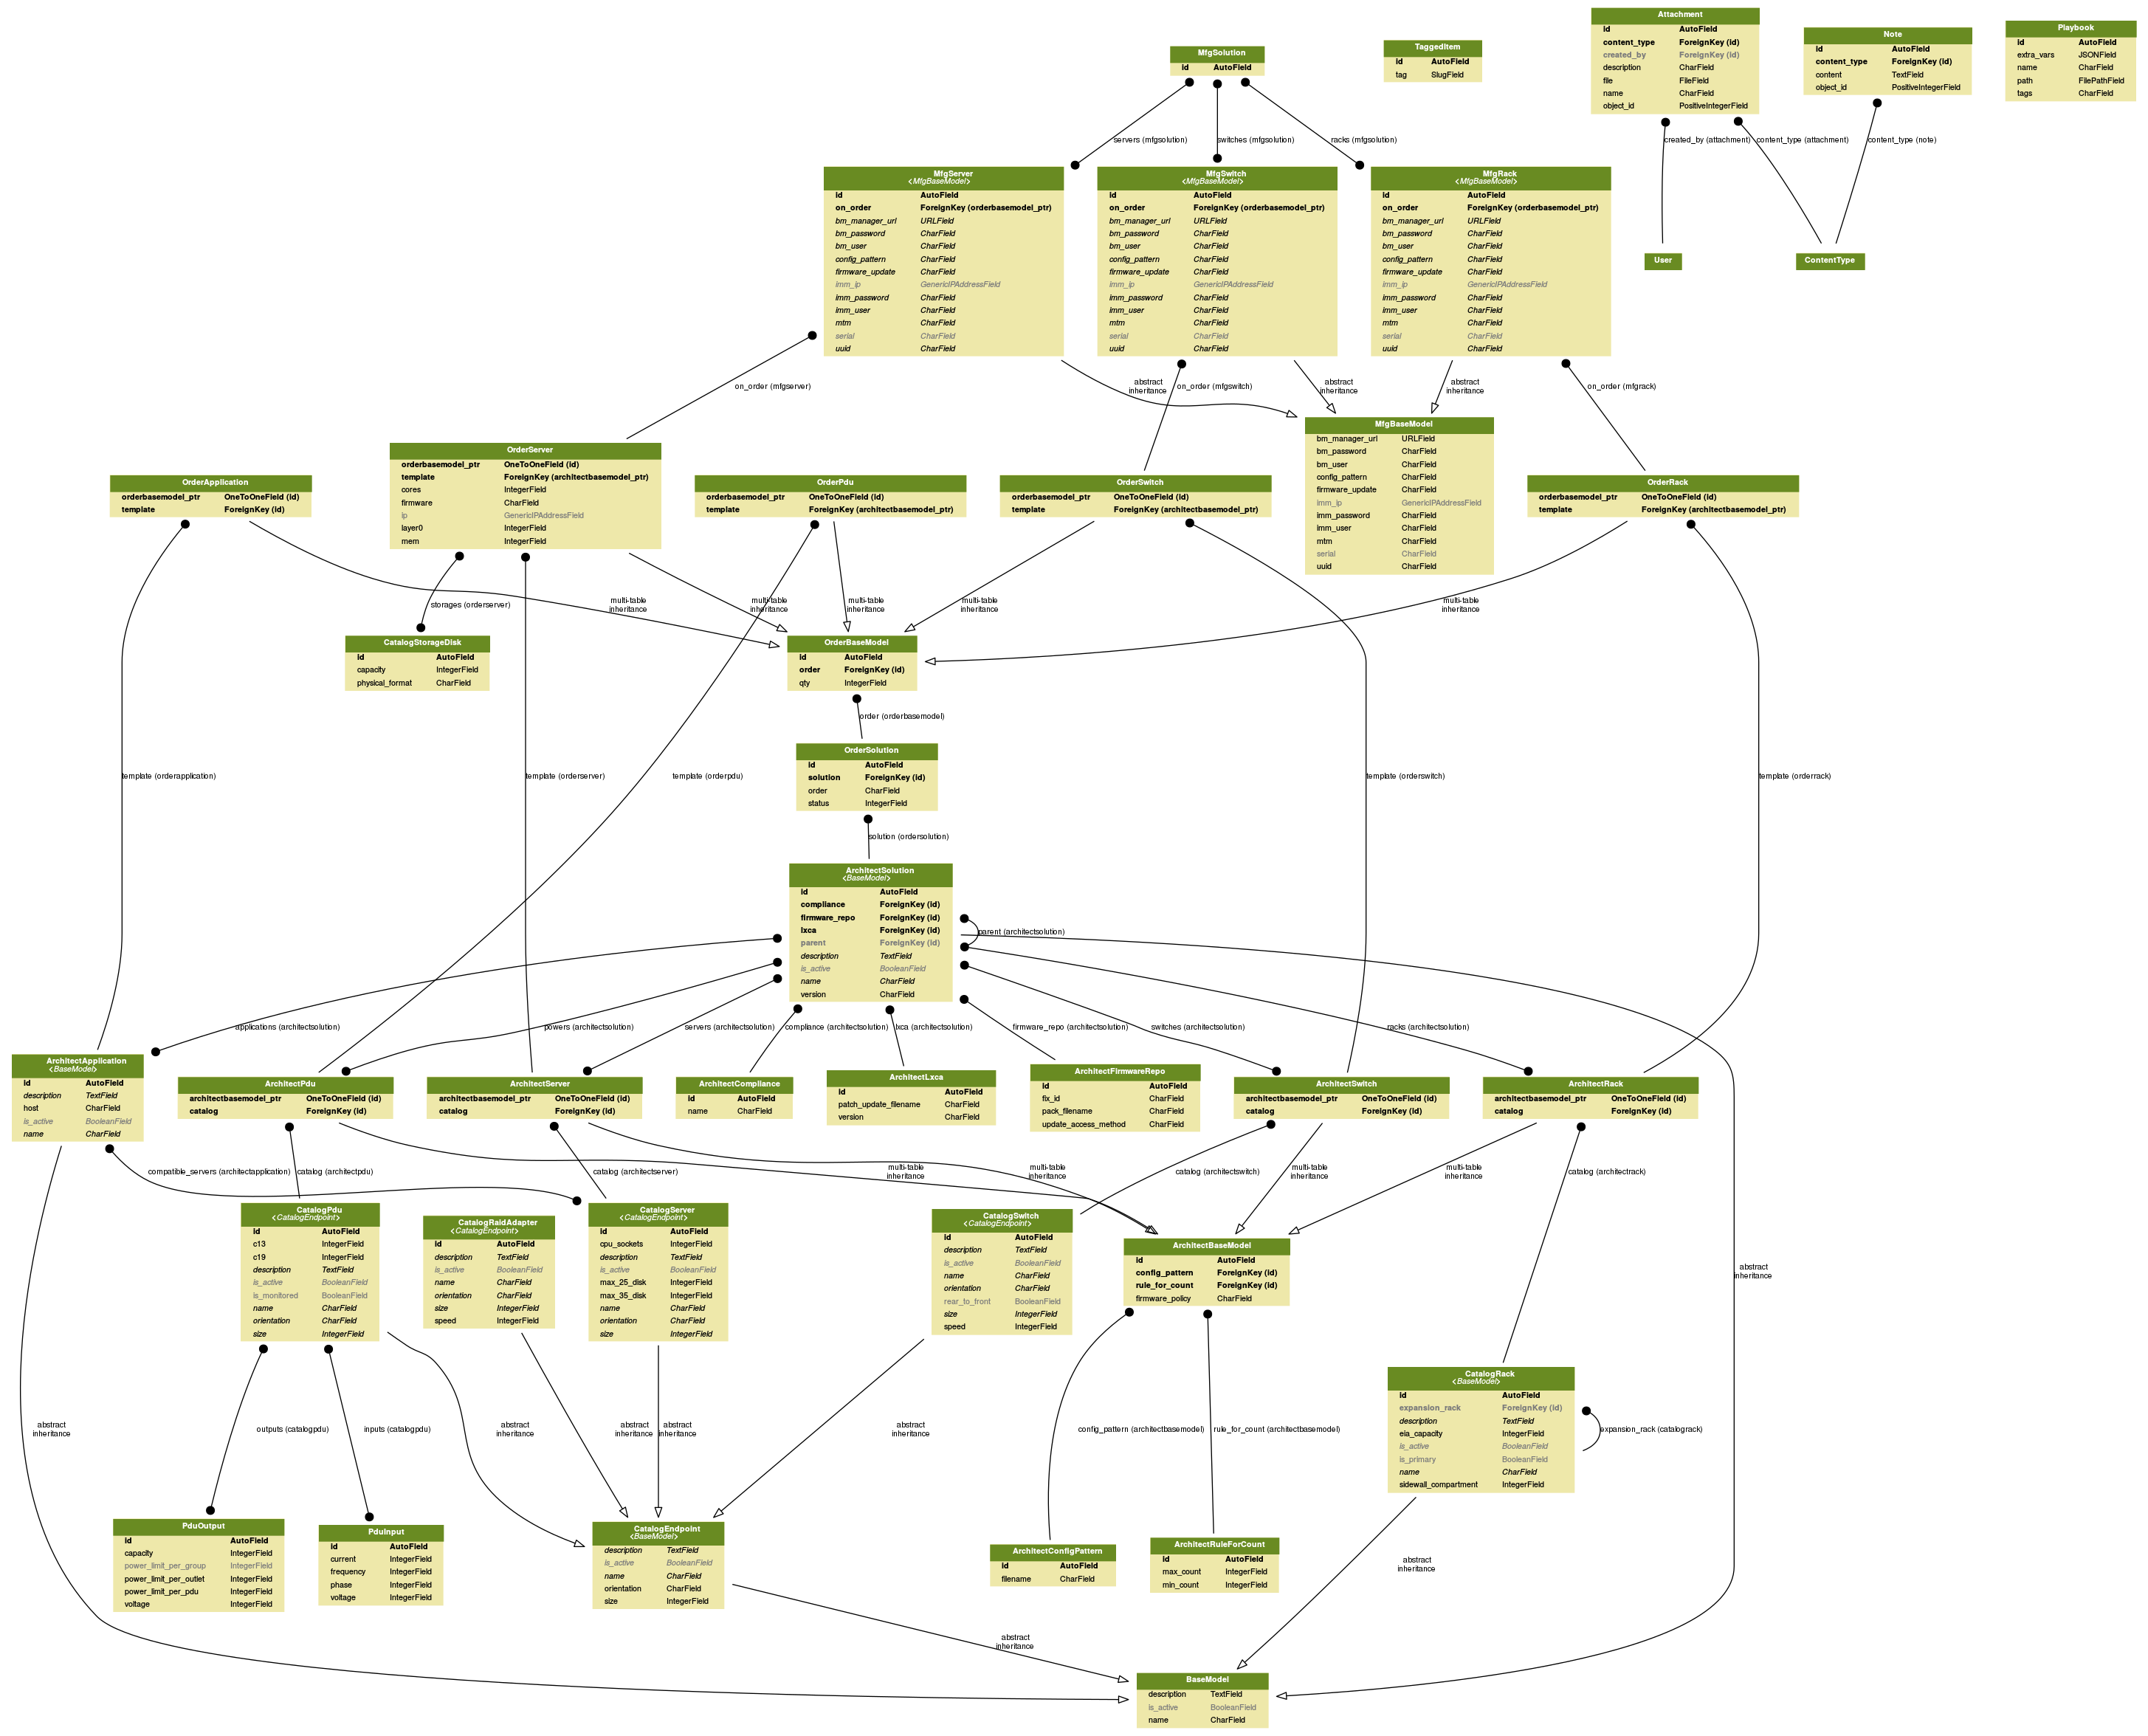 Attachment
id AutoField
content_type ForeignKey (id)
created_by ForeignKey (id)
description CharField
file FileField
name CharField
object_id PositiveIntegerField
Note
id AutoField
content_type ForeignKey (id)
content TextField
object_id PositiveIntegerField
Playbook
id AutoField
extra_vars JSONField
name CharField
path FilePathField
tags CharField
MfgSolution
id AutoField
TaggedItem
id AutoField
tag SlugField
servers (mfgsolution)
switches (mfgsolution)
racks (mfgsolution)
created_by (attachment)
content_type (attachment)
content_type (note)
MfgServer
<MfgBaseModel>
id AutoField
on_order ForeignKey (orderbasemodel_ptr)
bm_manager_url URLField
bm_password CharField
bm_user CharField
config_pattern CharField
firmware_update CharField
imm_ip GenericIPAddressField
imm_password CharField
imm_user CharField
mtm CharField
serial CharField
uuid CharField
MfgSwitch
<MfgBaseModel>
id AutoField
on_order ForeignKey (orderbasemodel_ptr)
bm_manager_url URLField
bm_password CharField
bm_user CharField
config_pattern CharField
firmware_update CharField
imm_ip GenericIPAddressField
imm_password CharField
imm_user CharField
mtm CharField
serial CharField
uuid CharField
MfgRack
<MfgBaseModel>
id AutoField
on_order ForeignKey (orderbasemodel_ptr)
bm_manager_url URLField
bm_password CharField
bm_user CharField
config_pattern CharField
firmware_update CharField
imm_ip GenericIPAddressField
imm_password CharField
imm_user CharField
mtm CharField
serial CharField
uuid CharField
User
ContentType
on_order (mfgserver)
abstract
inheritance
on_order (mfgswitch)
abstract
inheritance
abstract
inheritance
on_order (mfgrack)
MfgBaseModel
bm_manager_url URLField
bm_password CharField
bm_user CharField
config_pattern CharField
firmware_update CharField
imm_ip GenericIPAddressField
imm_password CharField
imm_user CharField
mtm CharField
serial CharField
uuid CharField
OrderApplication
orderbasemodel_ptr OneToOneField (id)
template ForeignKey (id)
OrderServer
orderbasemodel_ptr OneToOneField (id)
template ForeignKey (architectbasemodel_ptr)
cores IntegerField
firmware CharField
ip GenericIPAddressField
layer0 IntegerField
mem IntegerField
OrderPdu
orderbasemodel_ptr OneToOneField (id)
template ForeignKey (architectbasemodel_ptr)
OrderSwitch
orderbasemodel_ptr OneToOneField (id)
template ForeignKey (architectbasemodel_ptr)
OrderRack
orderbasemodel_ptr OneToOneField (id)
template ForeignKey (architectbasemodel_ptr)
storages (orderserver)
multi-table
inheritance
multi-table
inheritance
multi-table
inheritance
multi-table
inheritance
multi-table
inheritance
CatalogStorageDisk
id AutoField
capacity IntegerField
physical_format CharField
OrderBaseModel
id AutoField
order ForeignKey (id)
qty IntegerField
order (orderbasemodel)
template (orderapplication)
template (orderserver)
template (orderpdu)
OrderSolution
id AutoField
solution ForeignKey (id)
order CharField
status IntegerField
template (orderswitch)
template (orderrack)
solution (ordersolution)
ArchitectSolution
<BaseModel>
id AutoField
compliance ForeignKey (id)
firmware_repo ForeignKey (id)
lxca ForeignKey (id)
parent ForeignKey (id)
description TextField
is_active BooleanField
name CharField
version CharField
parent (architectsolution)
applications (architectsolution)
powers (architectsolution)
servers (architectsolution)
compliance (architectsolution)
lxca (architectsolution)
firmware_repo (architectsolution)
switches (architectsolution)
racks (architectsolution)
ArchitectApplication
<BaseModel>
id AutoField
description TextField
host CharField
is_active BooleanField
name CharField
ArchitectPdu
architectbasemodel_ptr OneToOneField (id)
catalog ForeignKey (id)
ArchitectServer
architectbasemodel_ptr OneToOneField (id)
catalog ForeignKey (id)
ArchitectCompliance
id AutoField
name CharField
ArchitectLxca
id AutoField
patch_update_filename CharField
version CharField
ArchitectFirmwareRepo
id AutoField
fix_id CharField
pack_filename CharField
update_access_method CharField
ArchitectSwitch
architectbasemodel_ptr OneToOneField (id)
catalog ForeignKey (id)
ArchitectRack
architectbasemodel_ptr OneToOneField (id)
catalog ForeignKey (id)
compatible_servers (architectapplication)
catalog (architectpdu)
catalog (architectserver)
multi-table
inheritance
multi-table
inheritance
catalog (architectswitch)
multi-table
inheritance
multi-table
inheritance
catalog (architectrack)
CatalogPdu
<CatalogEndpoint>
id AutoField
c13 IntegerField
c19 IntegerField
description TextField
is_active BooleanField
is_monitored BooleanField
name CharField
orientation CharField
size IntegerField
CatalogRaidAdapter
<CatalogEndpoint>
id AutoField
description TextField
is_active BooleanField
name CharField
orientation CharField
size IntegerField
speed IntegerField
CatalogServer
<CatalogEndpoint>
id AutoField
cpu_sockets IntegerField
description TextField
is_active BooleanField
max_25_disk IntegerField
max_35_disk IntegerField
name CharField
orientation CharField
size IntegerField
CatalogSwitch
<CatalogEndpoint>
id AutoField
description TextField
is_active BooleanField
name CharField
orientation CharField
rear_to_front BooleanField
size IntegerField
speed IntegerField
ArchitectBaseModel
id AutoField
config_pattern ForeignKey (id)
rule_for_count ForeignKey (id)
firmware_policy CharField
abstract
inheritance
CatalogRack
<BaseModel>
id AutoField
expansion_rack ForeignKey (id)
description TextField
eia_capacity IntegerField
is_active BooleanField
is_primary BooleanField
name CharField
sidewall_compartment IntegerField
expansion_rack (catalograck)
abstract
inheritance
outputs (catalogpdu)
inputs (catalogpdu)
abstract
inheritance
abstract
inheritance
abstract
inheritance
abstract
inheritance
config_pattern (architectbasemodel)
rule_for_count (architectbasemodel)
PduOutput
id AutoField
capacity IntegerField
power_limit_per_group IntegerField
power_limit_per_outlet IntegerField
power_limit_per_pdu IntegerField
voltage IntegerField
PduInput
id AutoField
current IntegerField
frequency IntegerField
phase IntegerField
voltage IntegerField
CatalogEndpoint
<BaseModel>
description TextField
is_active BooleanField
name CharField
orientation CharField
size IntegerField
ArchitectConfigPattern
id AutoField
filename CharField
ArchitectRuleForCount
id AutoField
max_count IntegerField
min_count IntegerField
abstract
inheritance
abstract
inheritance
BaseModel
description TextField
is_active BooleanField
name CharField